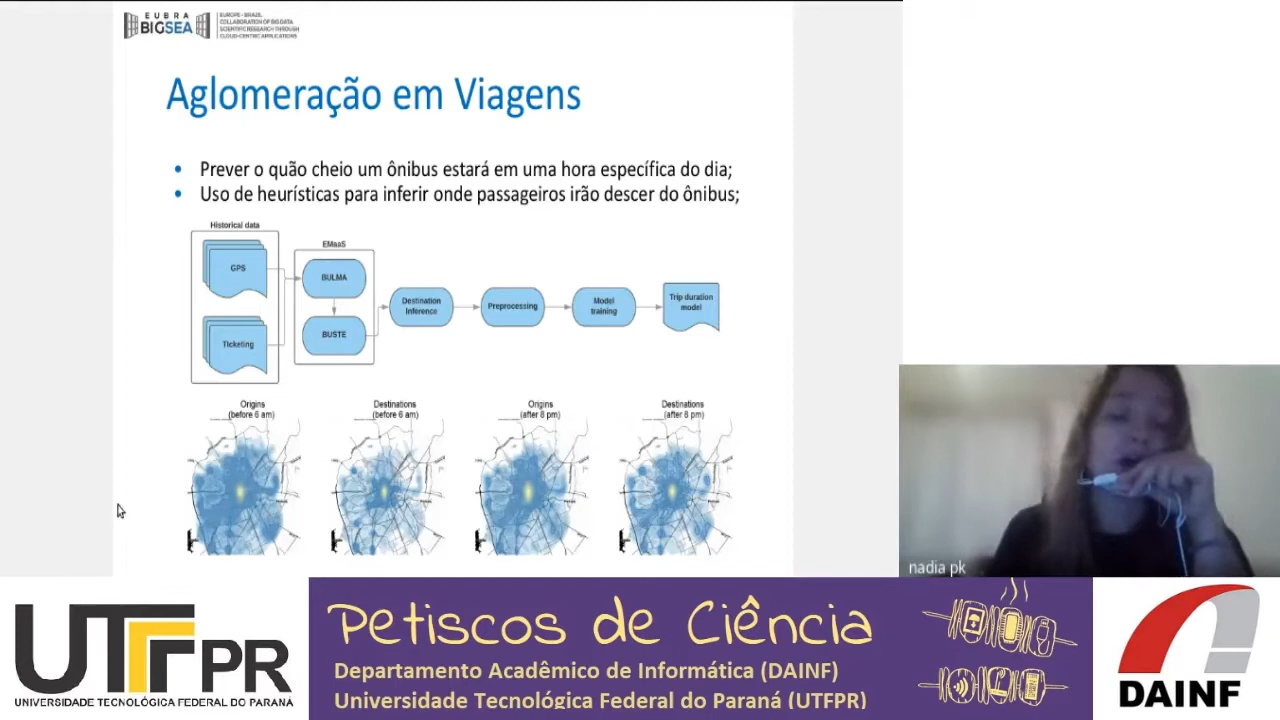 EUBRA
BIGSEA
EUROPE - BRAZIL
COLLABORATION OF BIG DATA
SCIENTIFIC RESEARCH THROUGH
CLOUD-CENTRIC APPLICATIONS
Aglomeração em Viagens
• Prever o quão cheio um ônibus estará em uma hora específica do dia;
• Uso de heurísticas para inferir onde passageiros irão descer do ônibus;
Historical data
GPS
Ticketing
EMaaS
BULMA
BUSTE
Destination
Inference
Preprocessing
Model
training
Trip duration
model
Origins
(before 6 am)
Destinations
(before 6 am)
Origins
(after 8 pm)
Destinations
(after 8 pm)
nadia pk
UTFPR
UNIVERSIDADE TECNOLÓGICA FEDERAL DO PARANÁ
Petiscos de Ciência
Departamento Acadêmico de Informática (DAINF)
Universidade Tecnológica Federal do Paraná (UTFPR)
DAINF